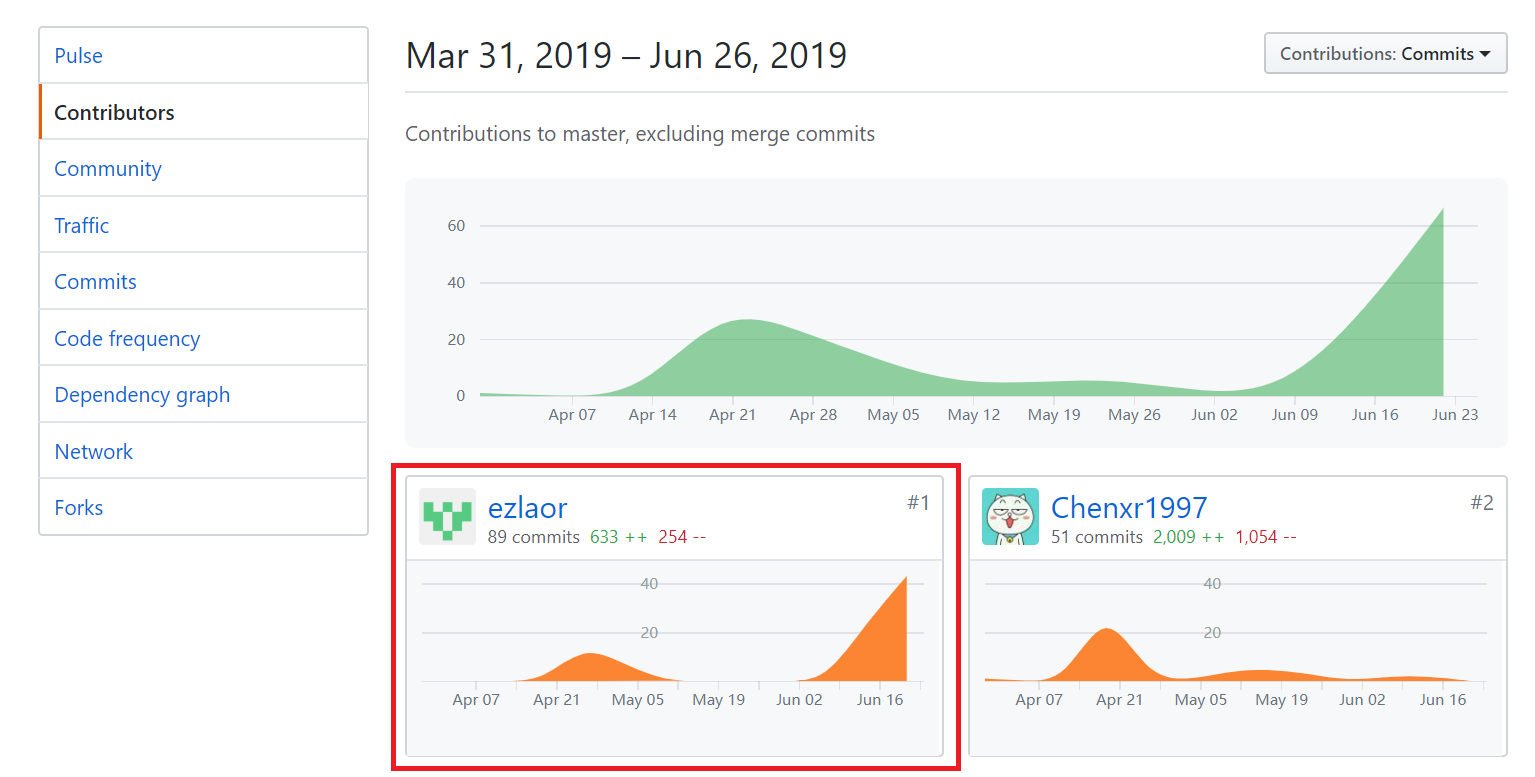 Pulse
Contributors
Community
Traffic
Commits
Code frequency
Dependency graph
Network
Forks
Mar 31, 2019 – Jun 26, 2019
Contributions: Commits
Contributions to master, excluding merge commits
60
40
20
0
Apr 07 Apr 14 Apr 21 Apr 28 May 05 May 12 May 19 May 26 Jun 02 Jun 09 Jun 16 Jun 23
ezlaor #1
89 commits 633 ++ 254 --
40
20
Apr 07 Apr 21 May 05 May 19 Jun 02 Jun 16
Chenxr1997 #2
51 commits 2,009 ++ 1,054 --
40
20
Apr 07 Apr 21 May 05 May 19 Jun 02 Jun 16